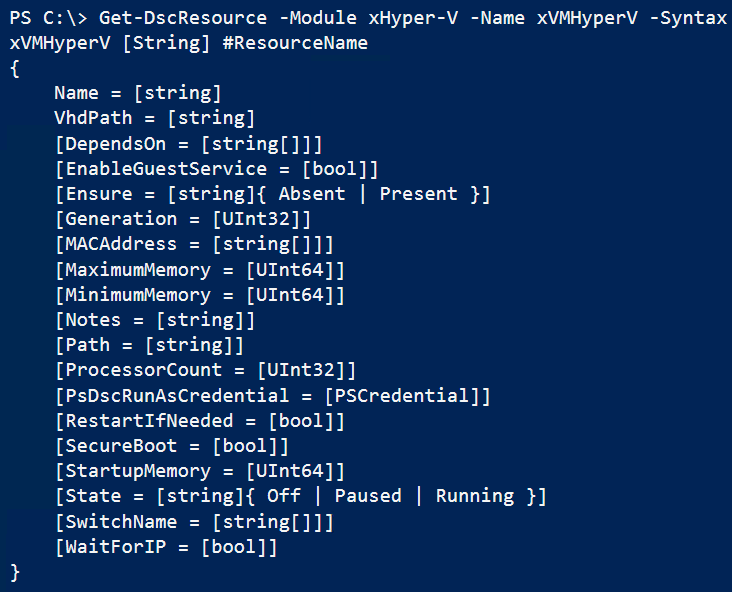 PS C:\> Get-DscResource -Module xHyper-V -Name xVMHyperV -Syntax
xVMHyperV [String] #ResourceName
{
    Name = [string]
    VhdPath = [string]
    [DependsOn = [string[]]]
    [EnableGuestService = [bool]]
    [Ensure = [string]{ Absent | Present }]
    [Generation = [UInt32]]
    [MACAddress = [string[]]]
    [MaximumMemory = [UInt64]]
    [MinimumMemory = [UInt64]]
    [Notes = [string]]
    [Path = [string]]
    [ProcessorCount = [UInt32]]
    [PsDscRunAsCredential = [PSCredential]]
    [RestartIfNeeded = [bool]]
    [SecureBoot = [bool]]
    [StartupMemory = [UInt64]]
    [State = [string]{ Off | Paused | Running }]
    [SwitchName = [string[]]]
    [WaitForIP = [bool]]
}